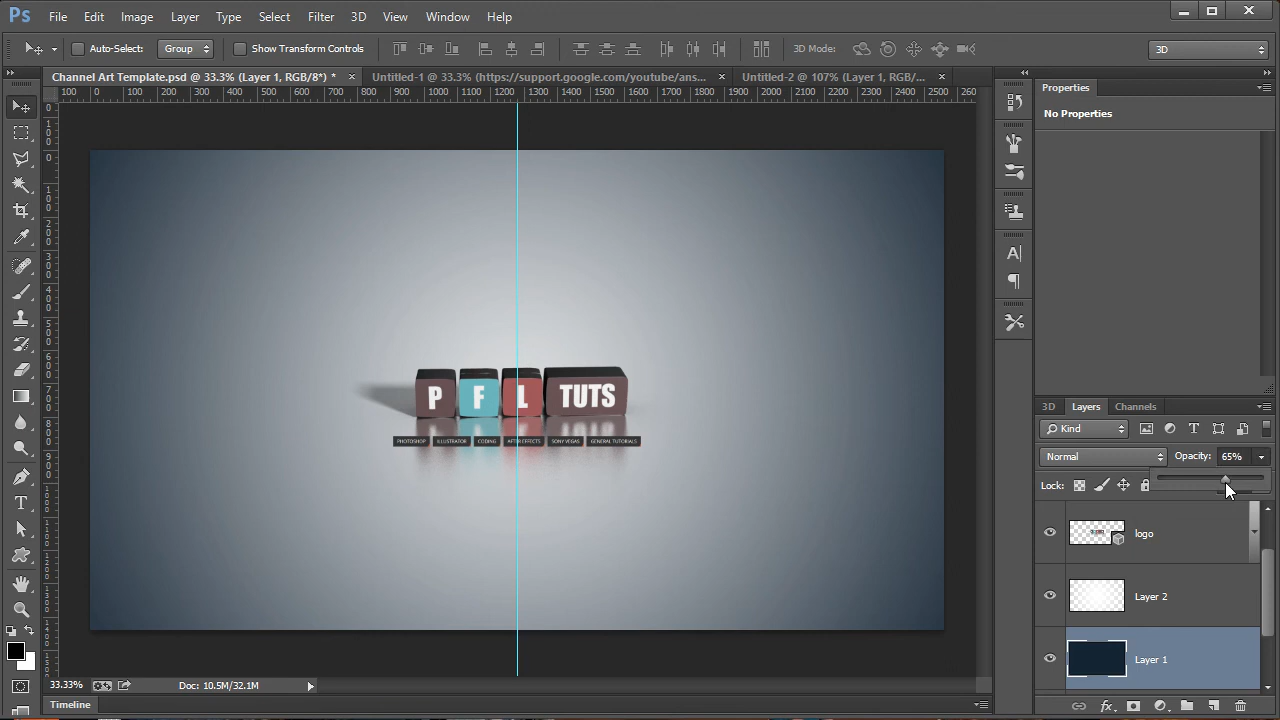 Ps File Edit Image Layer Type Select Filter 3D View Window Help
Auto-Select: Group Show Transform Controls 3D Mode: 3D
Channel Art Template.psd @ 33.3% (Layer 1, RGB/8*) * Untitled-1 @ 33.3% (https://support.google.com/youtube/ans... Untitled-2 @ 107% (Layer 1, RGB/...
100 0 100 200 300 400 500 600 700 800 900 1000 1100 1200 1300 1400 1500 1600 1700 1800 1900 2000 2100 2200 2300 2400 2500 260
Properties
No Properties
P F L TUTS
PHOTOSHOP ILLUSTRATOR CODING AFTER EFFECTS SONY VEGAS GENERAL TUTORIALS
3D Layers Channels
Kind
Normal Opacity: 65%
Lock:
logo
Layer 2
Layer 1
33.33% Doc: 10.5M/32.1M
Timeline